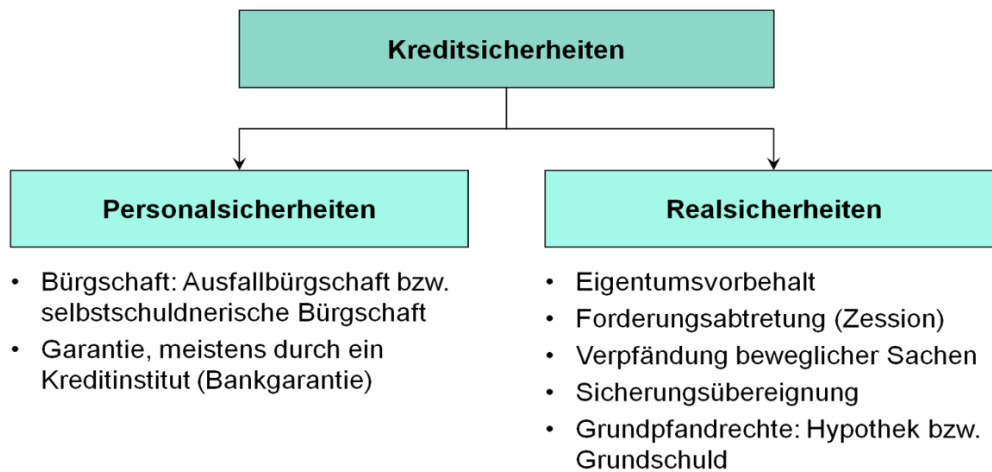 Kreditsicherheiten
Personalsicherheiten
• Bürgschaft: Ausfallbürgschaft bzw.
selbstschuldnerische Bürgschaft
• Garantie, meistens durch ein
Kreditinstitut (Bankgarantie)
Realsicherheiten
• Eigentumsvorbehalt
• Forderungsabtretung (Zession)
• Verpfändung beweglicher Sachen
• Sicherungsübereignung
• Grundpfandrechte: Hypothek bzw.
Grundschuld